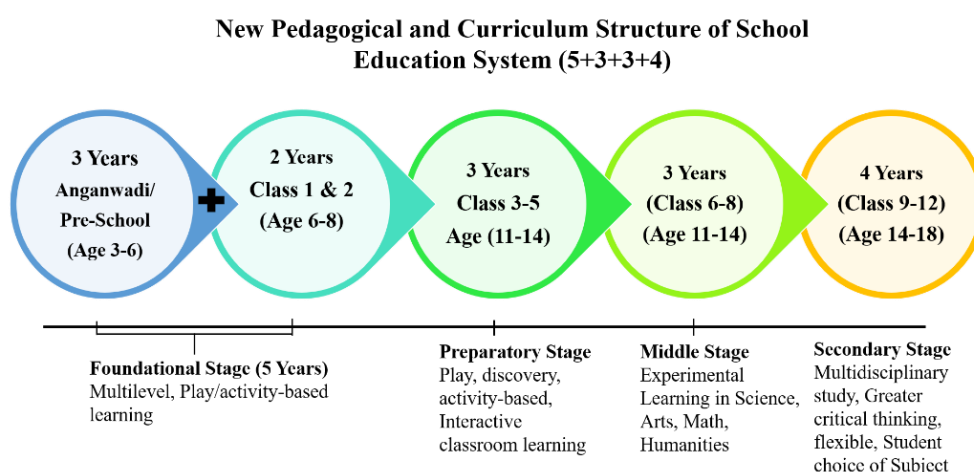 New Pedagogical and Curriculum Structure of School
Education System (5+3+3+4)
3 Years
Anganwadi/
Pre-School
(Age 3-6)
+
2 Years
Class 1 & 2
(Age 6-8)
3 Years
Class 3-5
Age (11-14)
3 Years
(Class 6-8)
(Age 11-14)
4 Years
(Class 9-12)
(Age 14-18)
Foundational Stage (5 Years)
Multilevel, Play/activity-based
learning
Preparatory Stage
Play, discovery,
activity-based,
Interactive
classroom learning
Middle Stage
Experimental
Learning in Science,
Arts, Math,
Humanities
Secondary Stage
Multidisciplinary
study, Greater
critical thinking,
flexible, Student
choice of Subject